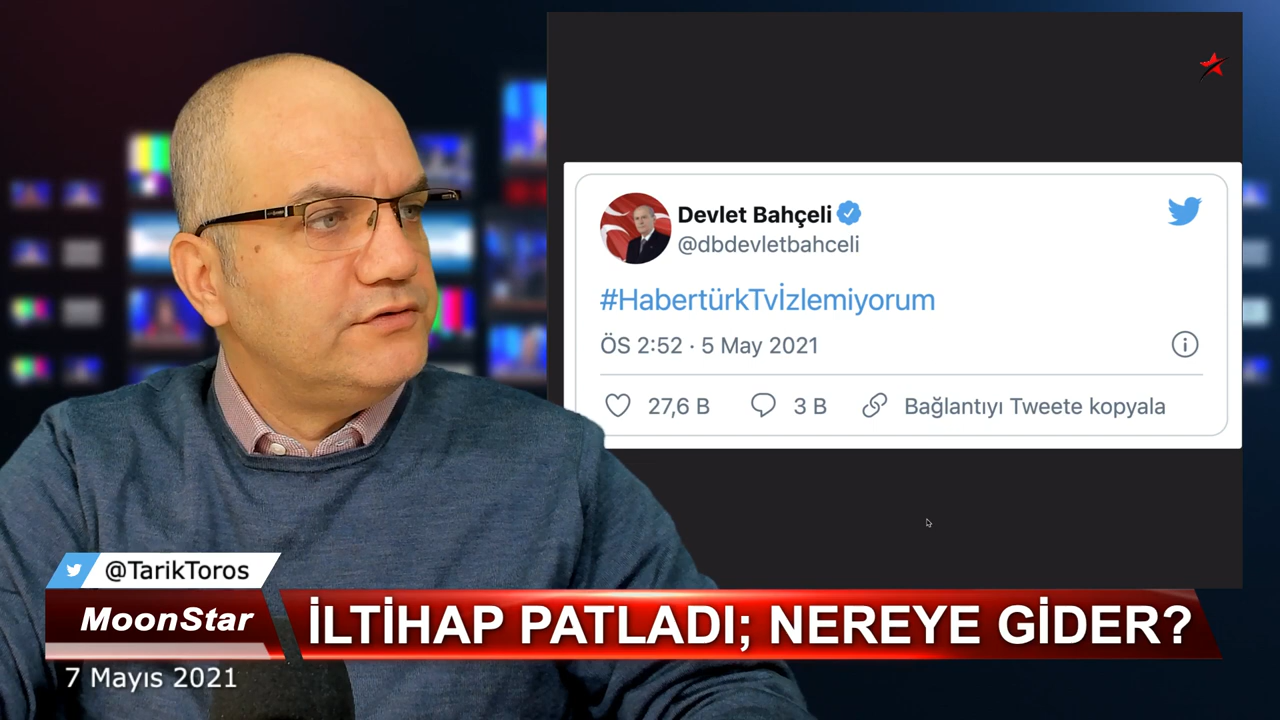 Devlet Bahçeli
@dbdevletbahceli
#HabertürkTvİzlemiyorum
ÖS 2:52 · 5 May 2021
27,6 B 3 B Bağlantıyı Tweete kopyala
@TarikToros
MoonStar
İLTİHAP PATLADI; NEREYE GİDER?
7 Mayıs 2021